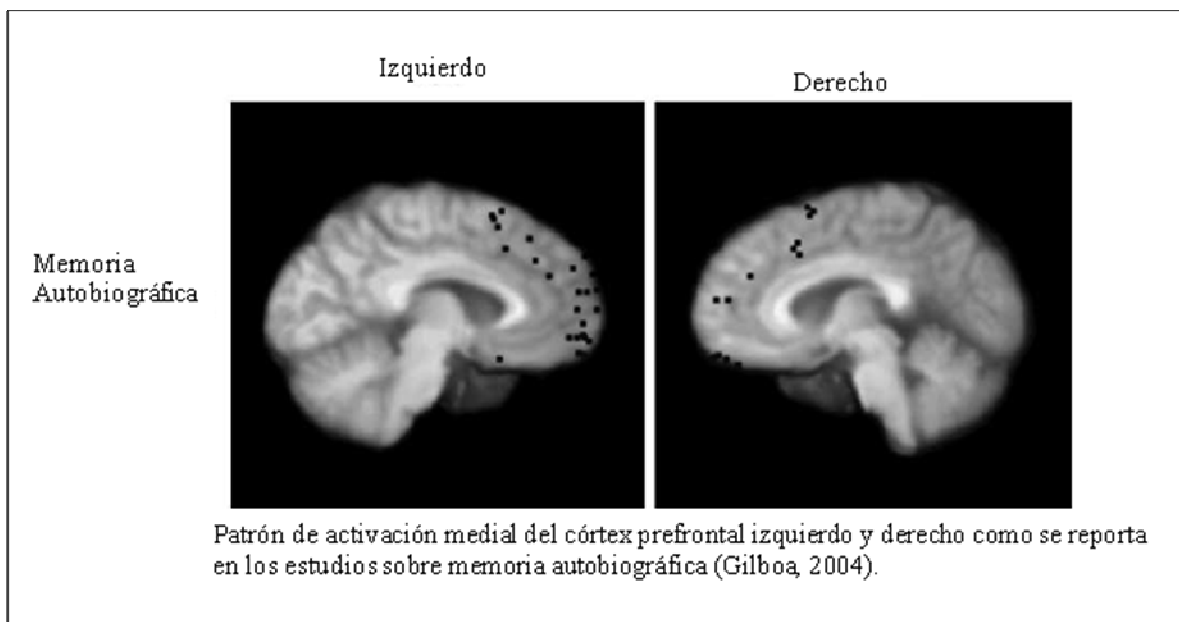 Izquierdo
Derecho
Memoria
Autobiográfica
Patrón de activación medial del córtex prefrontal izquierdo y derecho como se reporta
en los estudios sobre memoria autobiográfica (Gilboa, 2004).